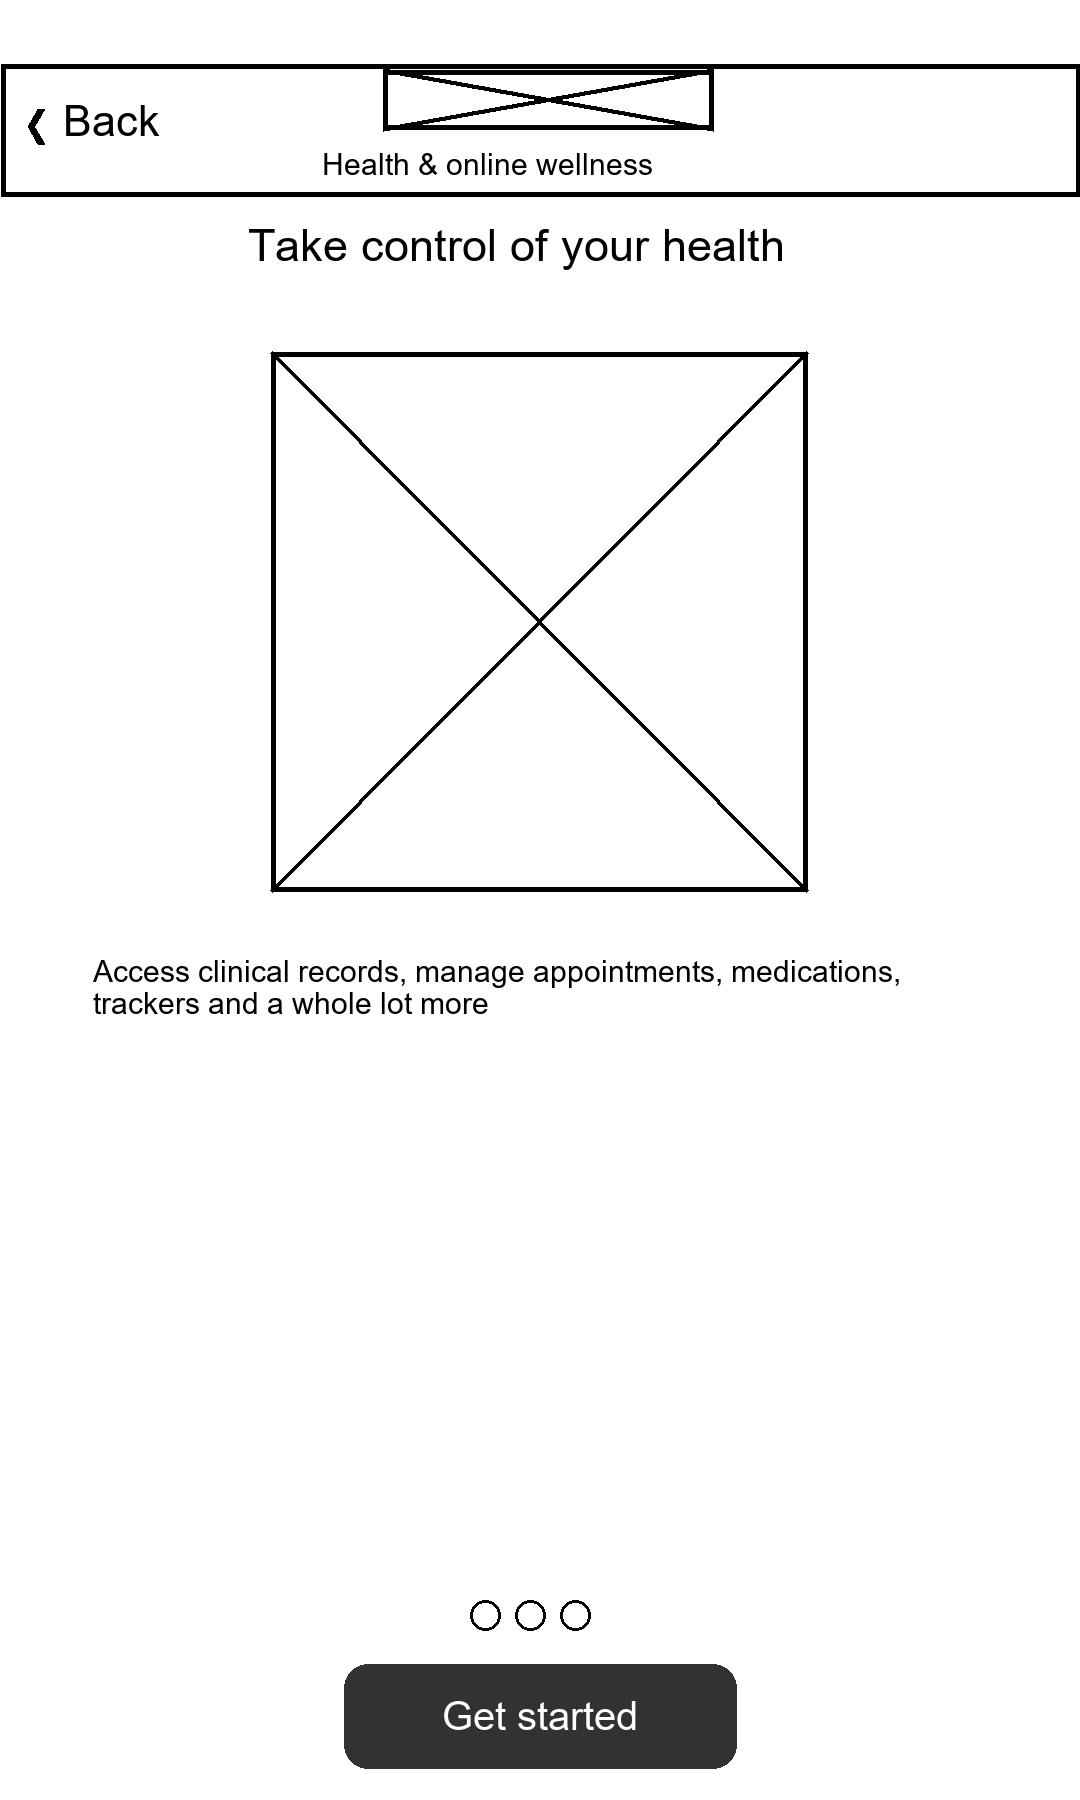 ❮ Back
Health & online wellness
Take control of your health
Access clinical records, manage appointments, medications,
trackers and a whole lot more
Get started